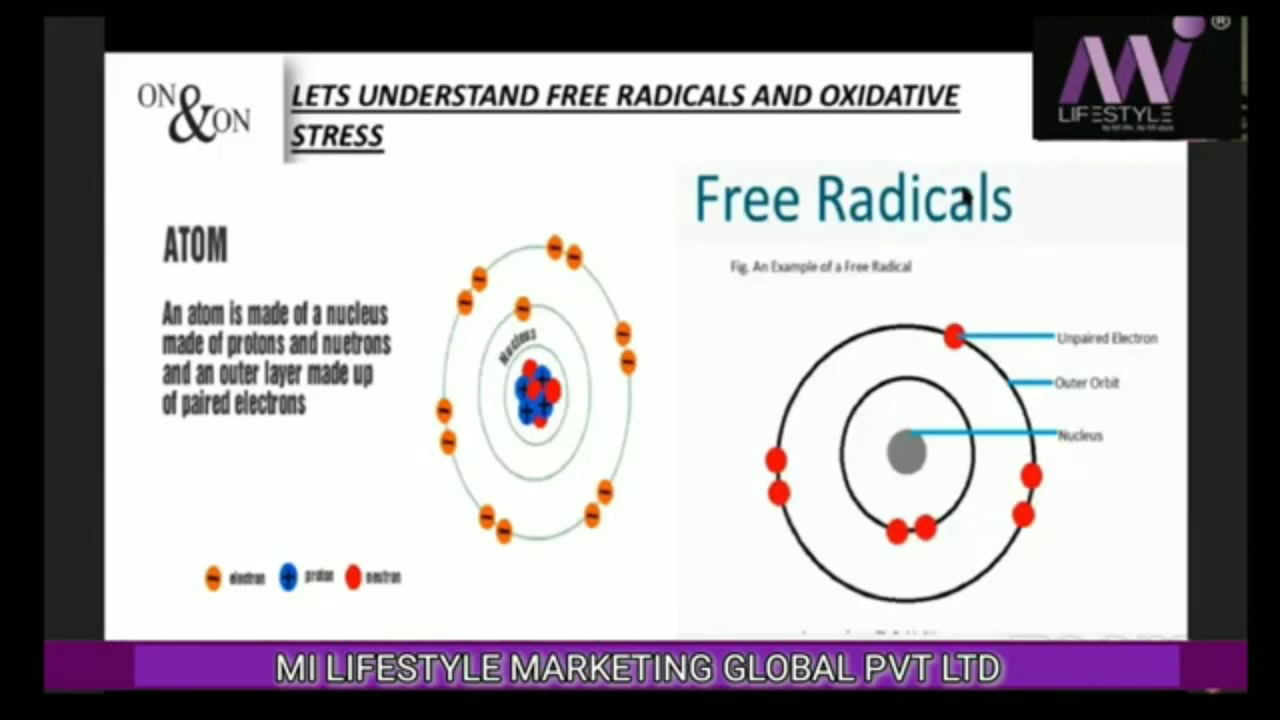 ON & ON
LETS UNDERSTAND FREE RADICALS AND OXIDATIVE
STRESS
MI
®
LIFESTYLE
ATOM
An atom is made of a nucleus
made of protons and nuetrons
and an outer layer made up
of paired electrons
Nucleus
electron proton neutron
Free Radicals
Fig. An Example of a Free Radical
Unpaired Electron
Outer Orbit
Nucleus
MI LIFESTYLE MARKETING GLOBAL PVT LTD